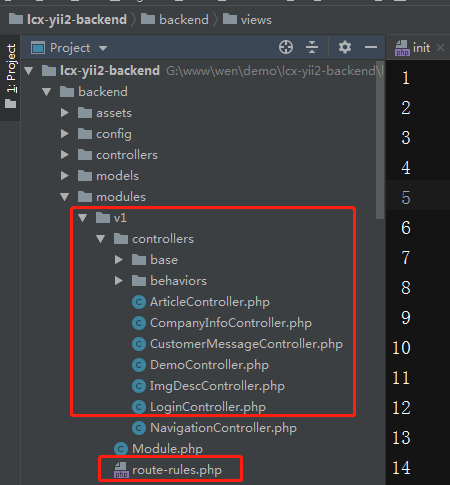 lcx-yii2-backend backend views
1: Project
Project
init
lcx-yii2-backend G:\www\wen\demo\lcx-yii2-backend\
backend
assets
config
controllers
models
controllers
modules
v1
controllers
base
behaviors
ArticleController.php
CompanyInfoController.php
CustomerMessageController.php
DemoController.php
ImgDescController.php
LoginController.php
NavigationController.php
Module.php
route-rules.php
1
2
3
4
5
6
7
8
9
10
11
12
13
14